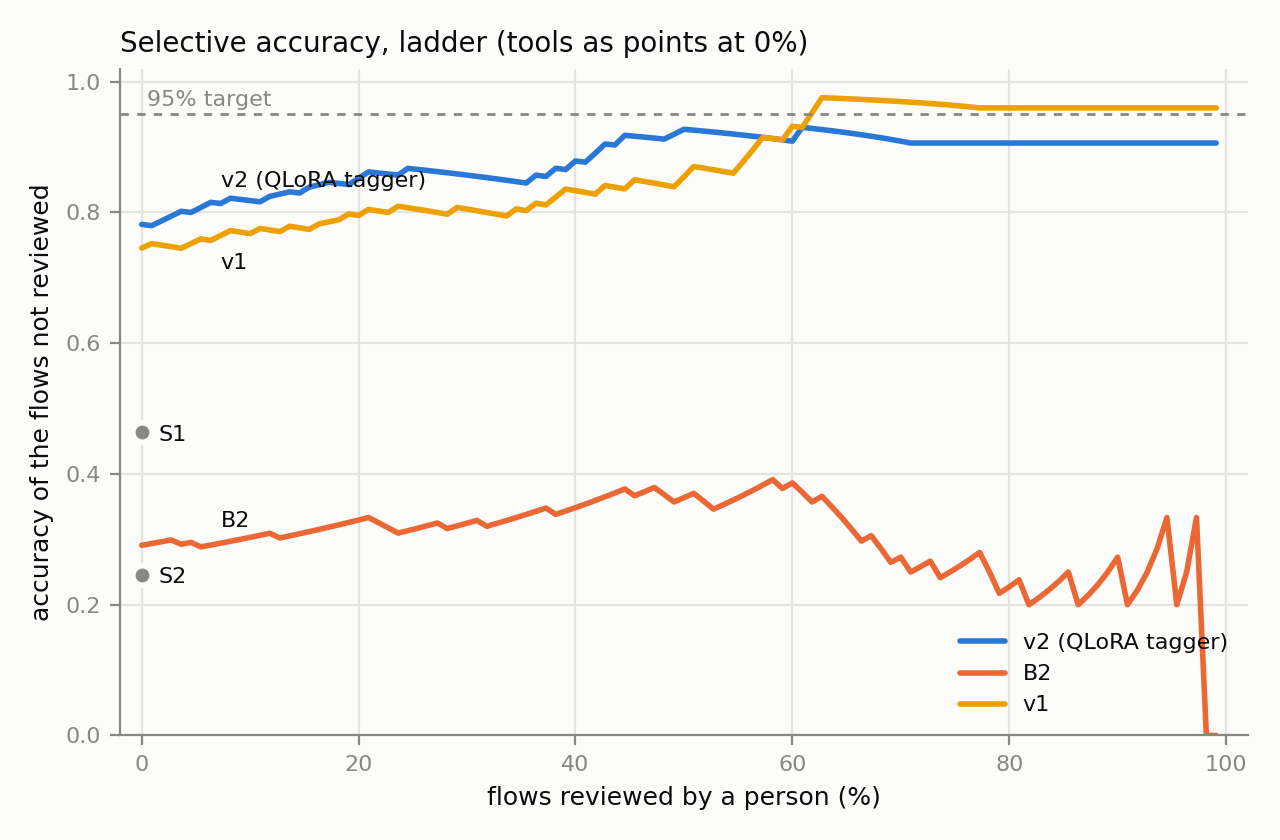 Selective accuracy, ladder (tools as points at 0%)
accuracy of the flows not reviewed
1.0
0.8
0.6
0.4
0.2
0.0
95% target
v2 (QLoRA tagger)
v1
S1
B2
S2
v2 (QLoRA tagger)
B2
v1
0 20 40 60 80 100
flows reviewed by a person (%)